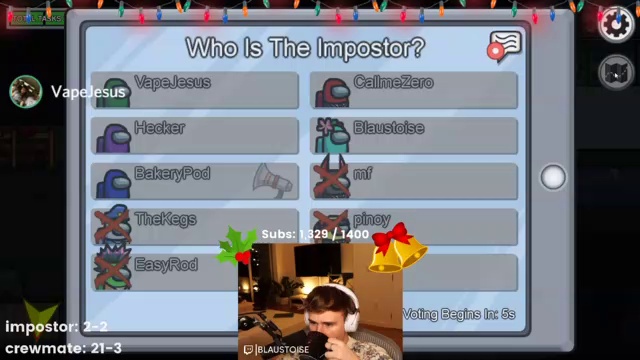 TOTAL TASKS
Who Is The Impostor?
VapeJesus
VapeJesus
CallmeZero
Hecker
Blaustoise
BakeryPod
mf
TheKegs
pinoy
EasyRod
Subs: 1,329 / 1400
Voting Begins In: 5s
impostor: 2-2
crewmate: 21-3
BLAUSTOISE